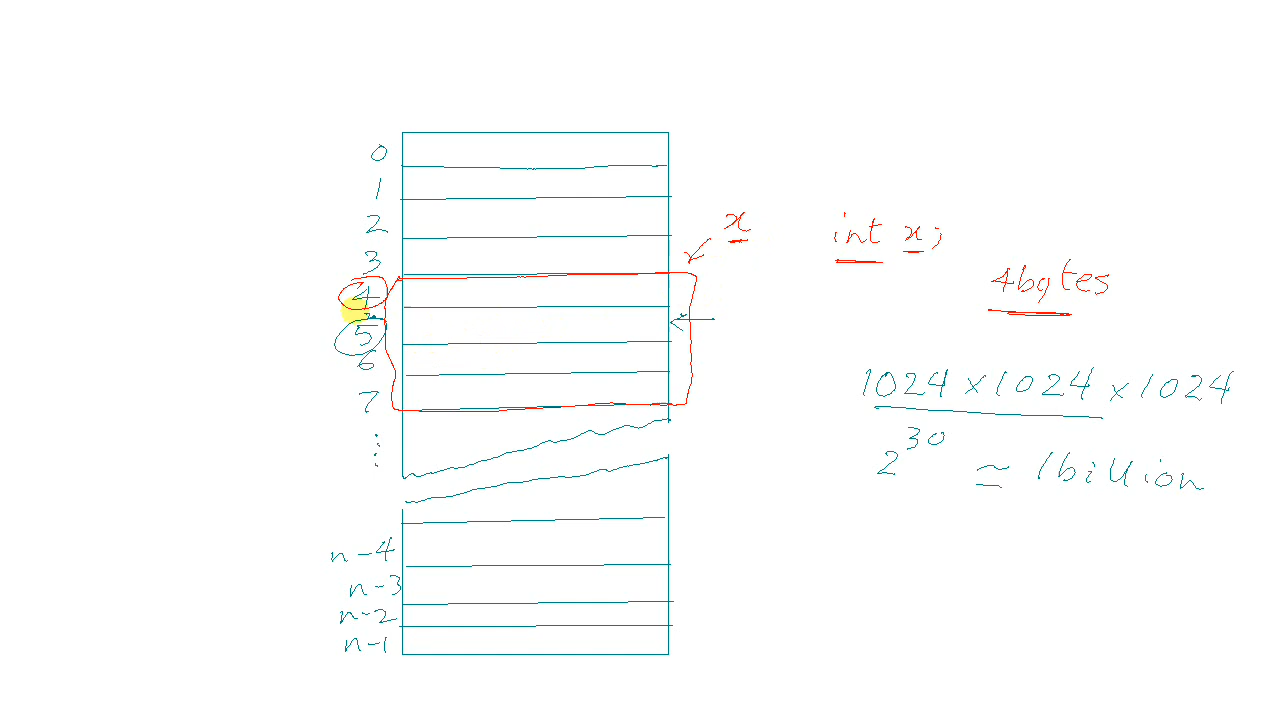 0
1
2
3
4
5
6
7
⋮
n-4
n-3
n-2
n-1
x
int x;
4bytes
1024 × 1024 × 1024
2^30 ≃ 1billion